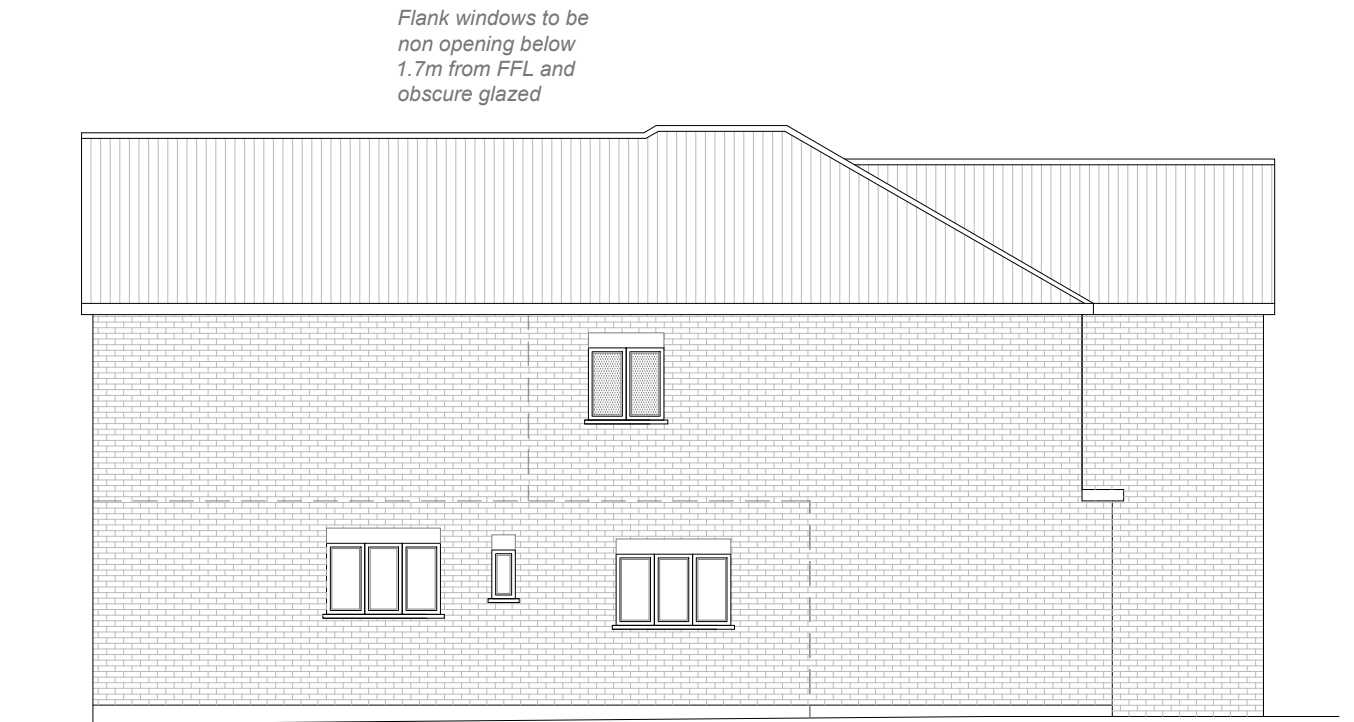 Flank windows to be
non opening below
1.7m from FFL and
obscure glazed